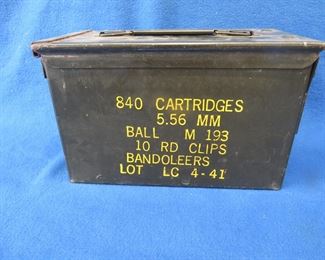 840 CARTRIDGES
5.56 MM
BALL M 193
10 RD CLIPS
BANDOLEERS
LOT LC 4-41